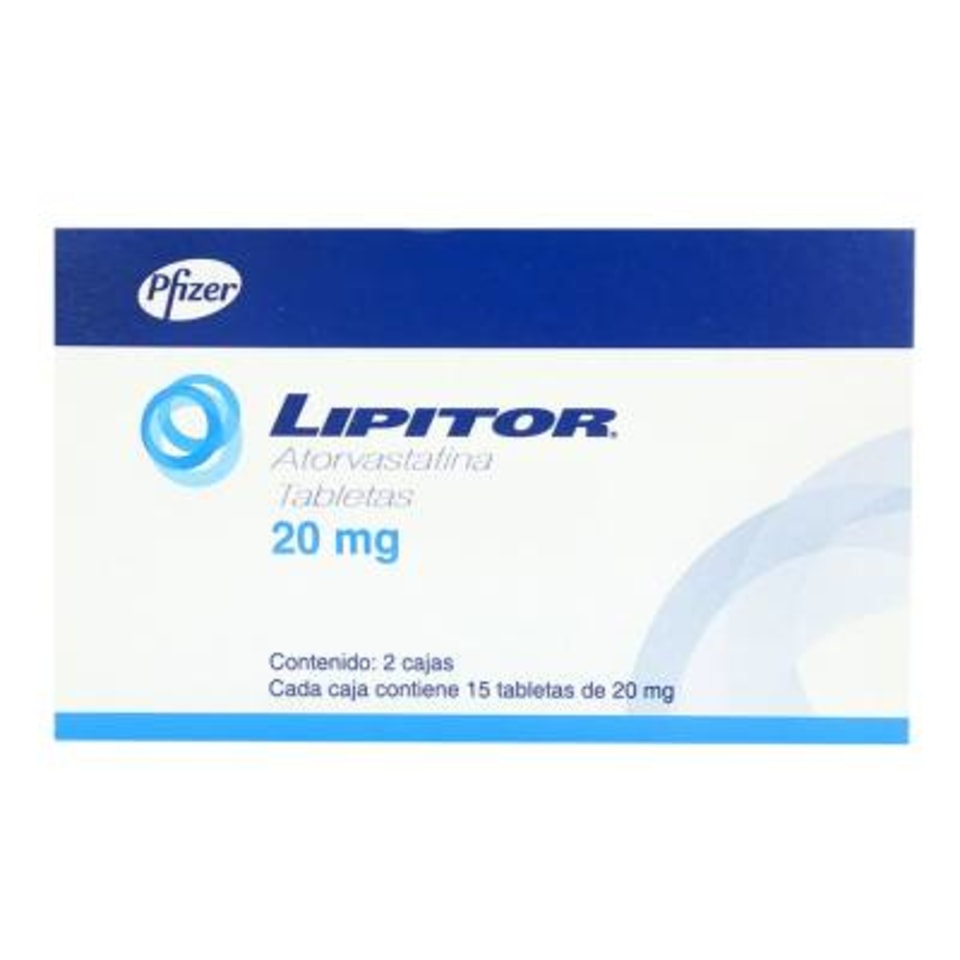 Pfizer
LIPITOR®
Atorvastatina
Tabletas
20 mg
Contenido: 2 cajas
Cada caja contiene 15 tabletas de 20 mg